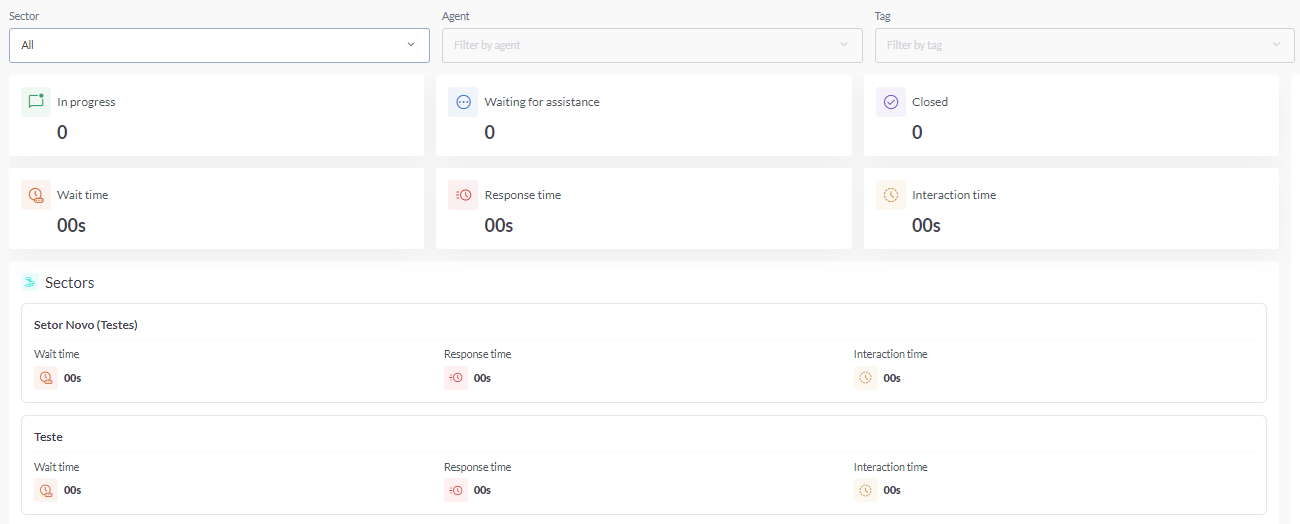 Sector Agent Tag
All Filter by agent Filter by tag
In progress Waiting for assistance Closed
0 0 0
Wait time Response time Interaction time
00s 00s 00s
Sectors
Setor Novo (Testes)
Wait time Response time Interaction time
00s 00s 00s
Teste
Wait time Response time Interaction time
00s 00s 00s